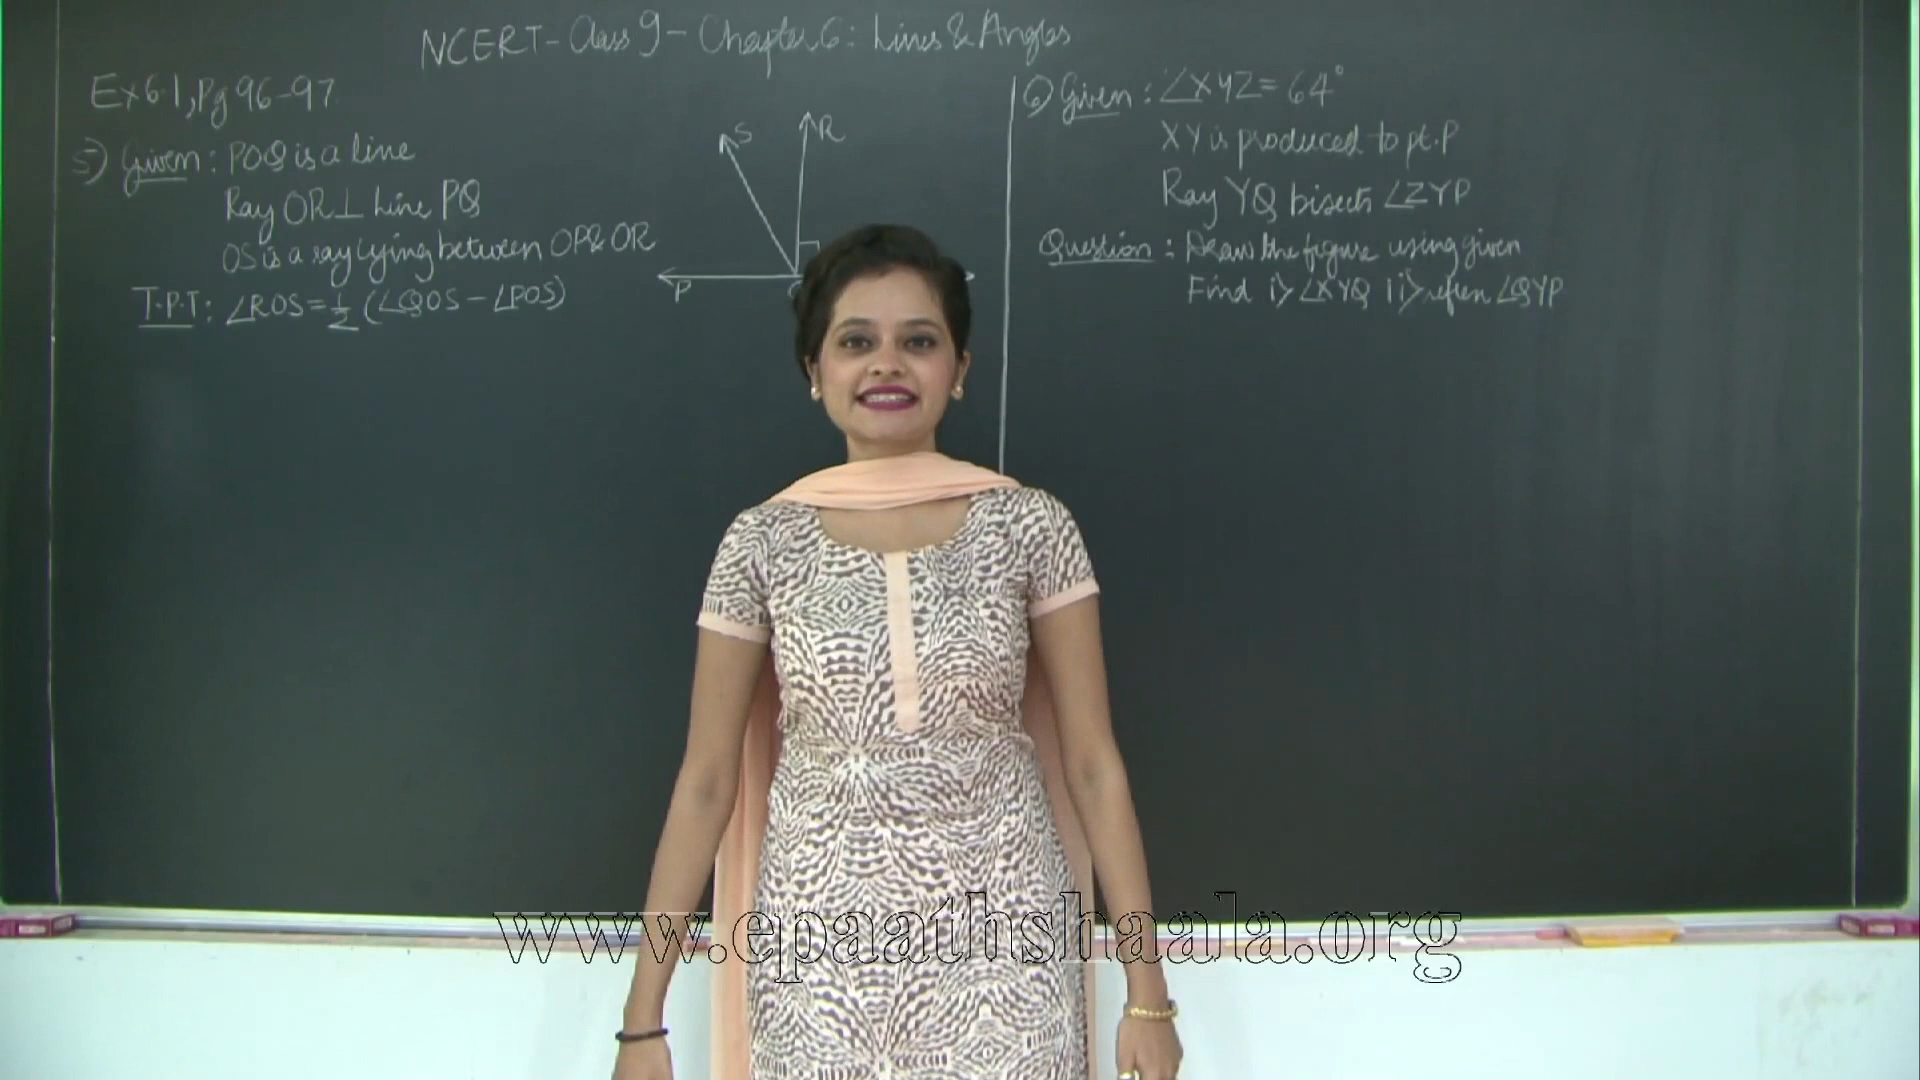 NCERT - Class 9 - Chapter 6: Lines & Angles
Ex 6.1, Pg 96-97
5) Given: POQ is a line
Ray OR ⊥ Line PQ
OS is a ray lying between OP & OR
T.P.T: ∠ROS = 1/2 (∠QOS - ∠POS)
S
R
P
6) Given: ∠XYZ = 64°
XY is produced to pt. P
Ray YQ bisects ∠ZYP
Question: Draw the figure using given
Find i> ∠XYQ ii> reflex ∠QYP
www.epaathshaala.org